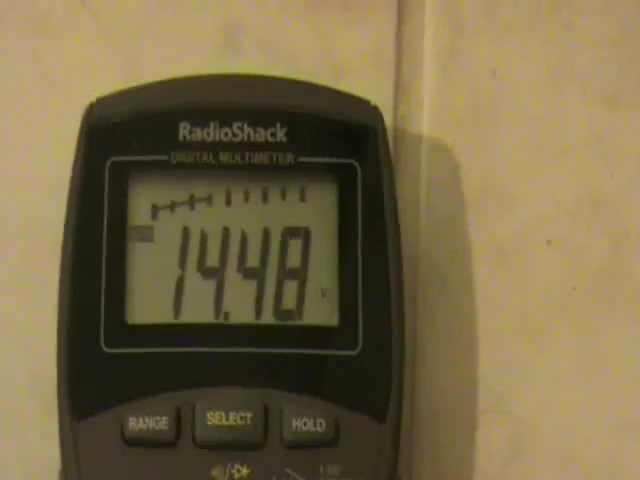 RadioShack
DIGITAL MULTIMETER
14.48
V
RANGE
SELECT
HOLD